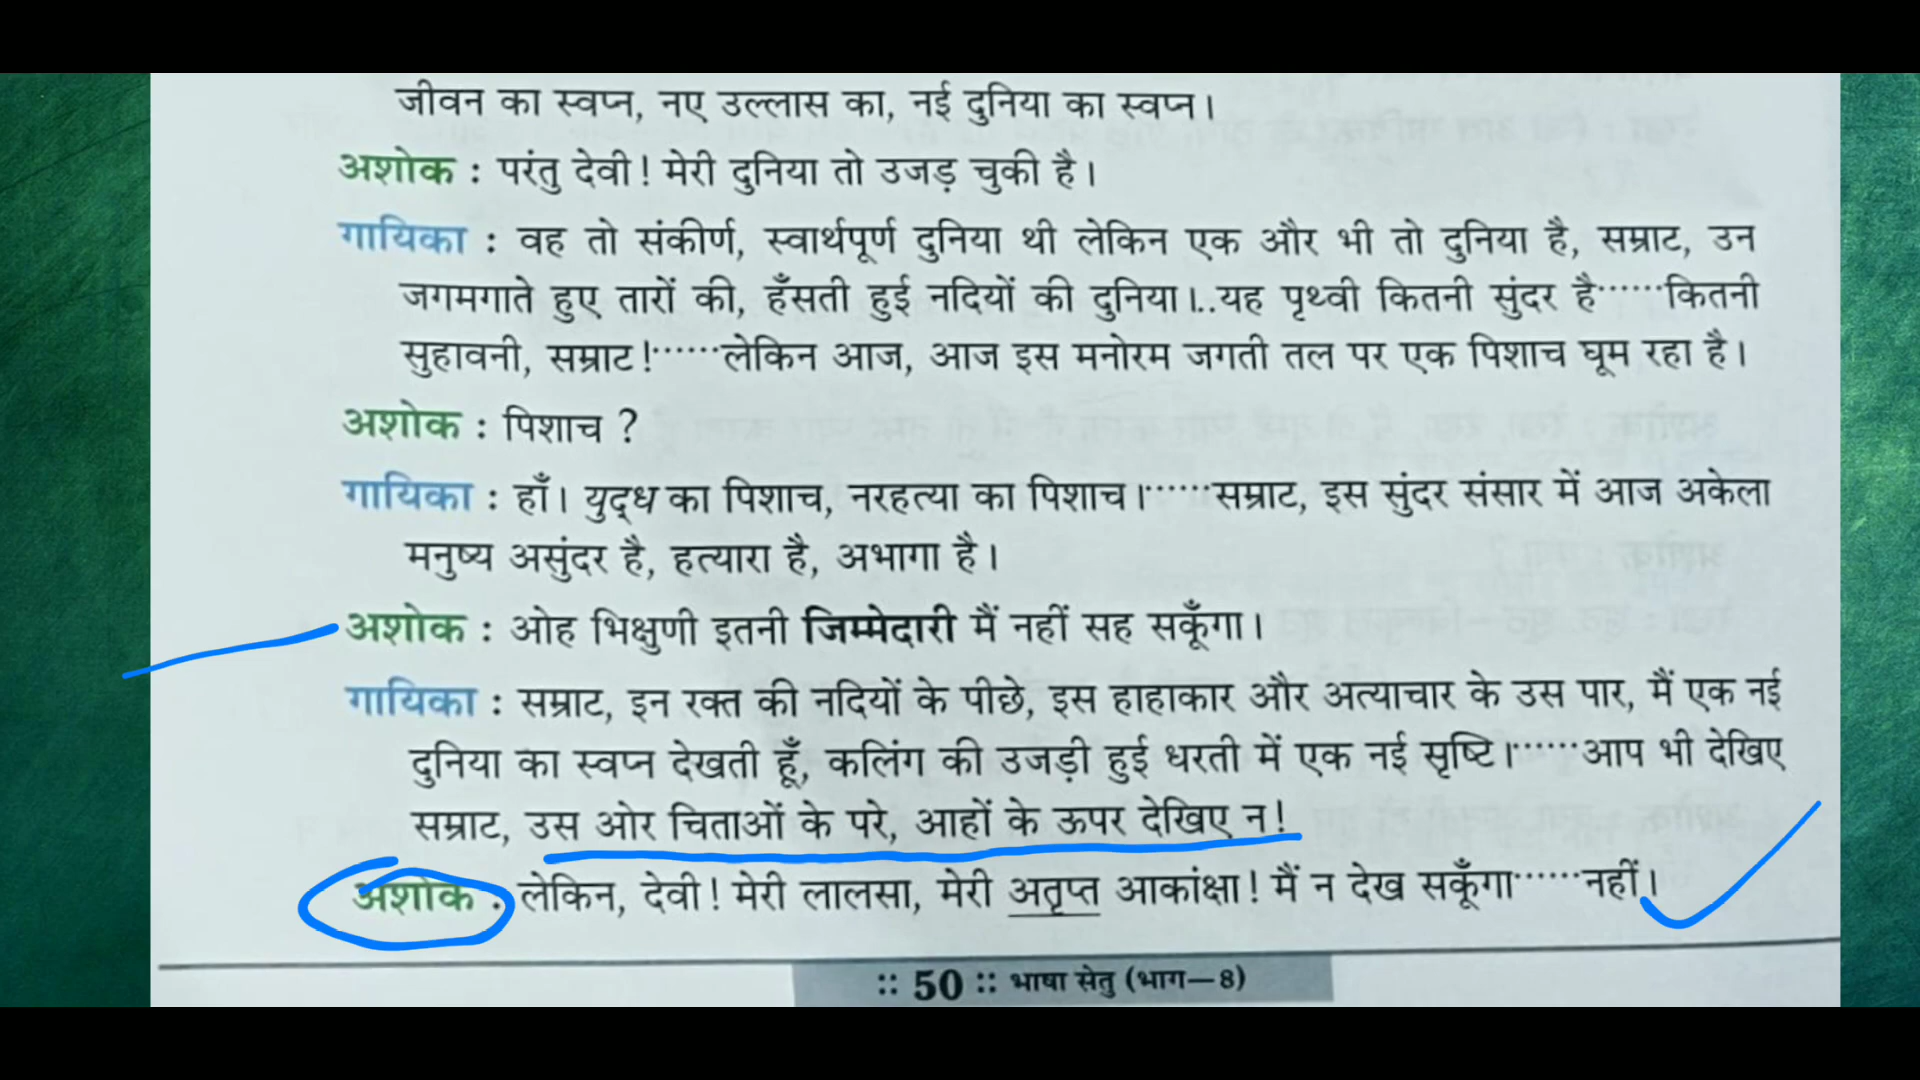 जीवन का स्वप्न, नए उल्लास का, नई दुनिया का स्वप्न।
अशोक : परंतु देवी! मेरी दुनिया तो उजड़ चुकी है।
गायिका : वह तो संकीर्ण, स्वार्थपूर्ण दुनिया थी लेकिन एक और भी तो दुनिया है, सम्राट, उन
जगमगाते हुए तारों की, हँसती हुई नदियों की दुनिया।..यह पृथ्वी कितनी सुंदर है……कितनी
सुहावनी, सम्राट!……लेकिन आज, आज इस मनोरम जगती तल पर एक पिशाच घूम रहा है।
अशोक : पिशाच ?
गायिका : हाँ। युद्ध का पिशाच, नरहत्या का पिशाच।……सम्राट, इस सुंदर संसार में आज अकेला
मनुष्य असुंदर है, हत्यारा है, अभागा है।
अशोक : ओह भिक्षुणी इतनी जिम्मेदारी मैं नहीं सह सकूँगा।
गायिका : सम्राट, इन रक्त की नदियों के पीछे, इस हाहाकार और अत्याचार के उस पार, मैं एक नई
दुनिया का स्वप्न देखती हूँ, कलिंग की उजड़ी हुई धरती में एक नई सृष्टि।……आप भी देखिए
सम्राट, उस ओर चिताओं के परे, आहों के ऊपर देखिए न!
अशोक : लेकिन, देवी! मेरी लालसा, मेरी अतृप्त आकांक्षा! मैं न देख सकूँगा……नहीं।
:: 50 :: भाषा सेतु (भाग—8)